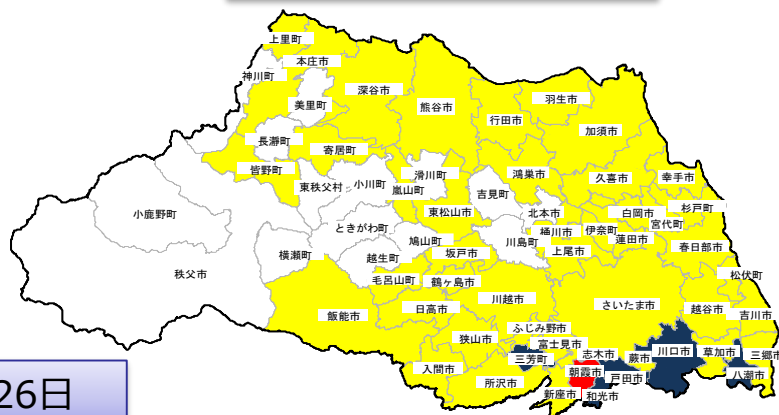 上里町
本庄市
神川町
美里町
深谷市
熊谷市
行田市
羽生市
加須市
長瀞町
寄居町
皆野町
東秩父村
小川町
嵐山町
滑川町
吉見町
鴻巣市
久喜市
幸手市
小鹿野町
ときがわ町
東松山市
北本市
桶川市
伊奈町
白岡市
蓮田市
宮代町
杉戸町
秩父市
横瀬町
越生町
鳩山町
坂戸市
川島町
上尾市
春日部市
毛呂山町
鶴ヶ島市
川越市
さいたま市
松伏町
飯能市
日高市
越谷市
吉川市
狭山市
ふじみ野市
富士見市
入間市
三芳町
志木市
蕨市
川口市
草加市
三郷市
所沢市
朝霞市
戸田市
八潮市
新座市
和光市
26日